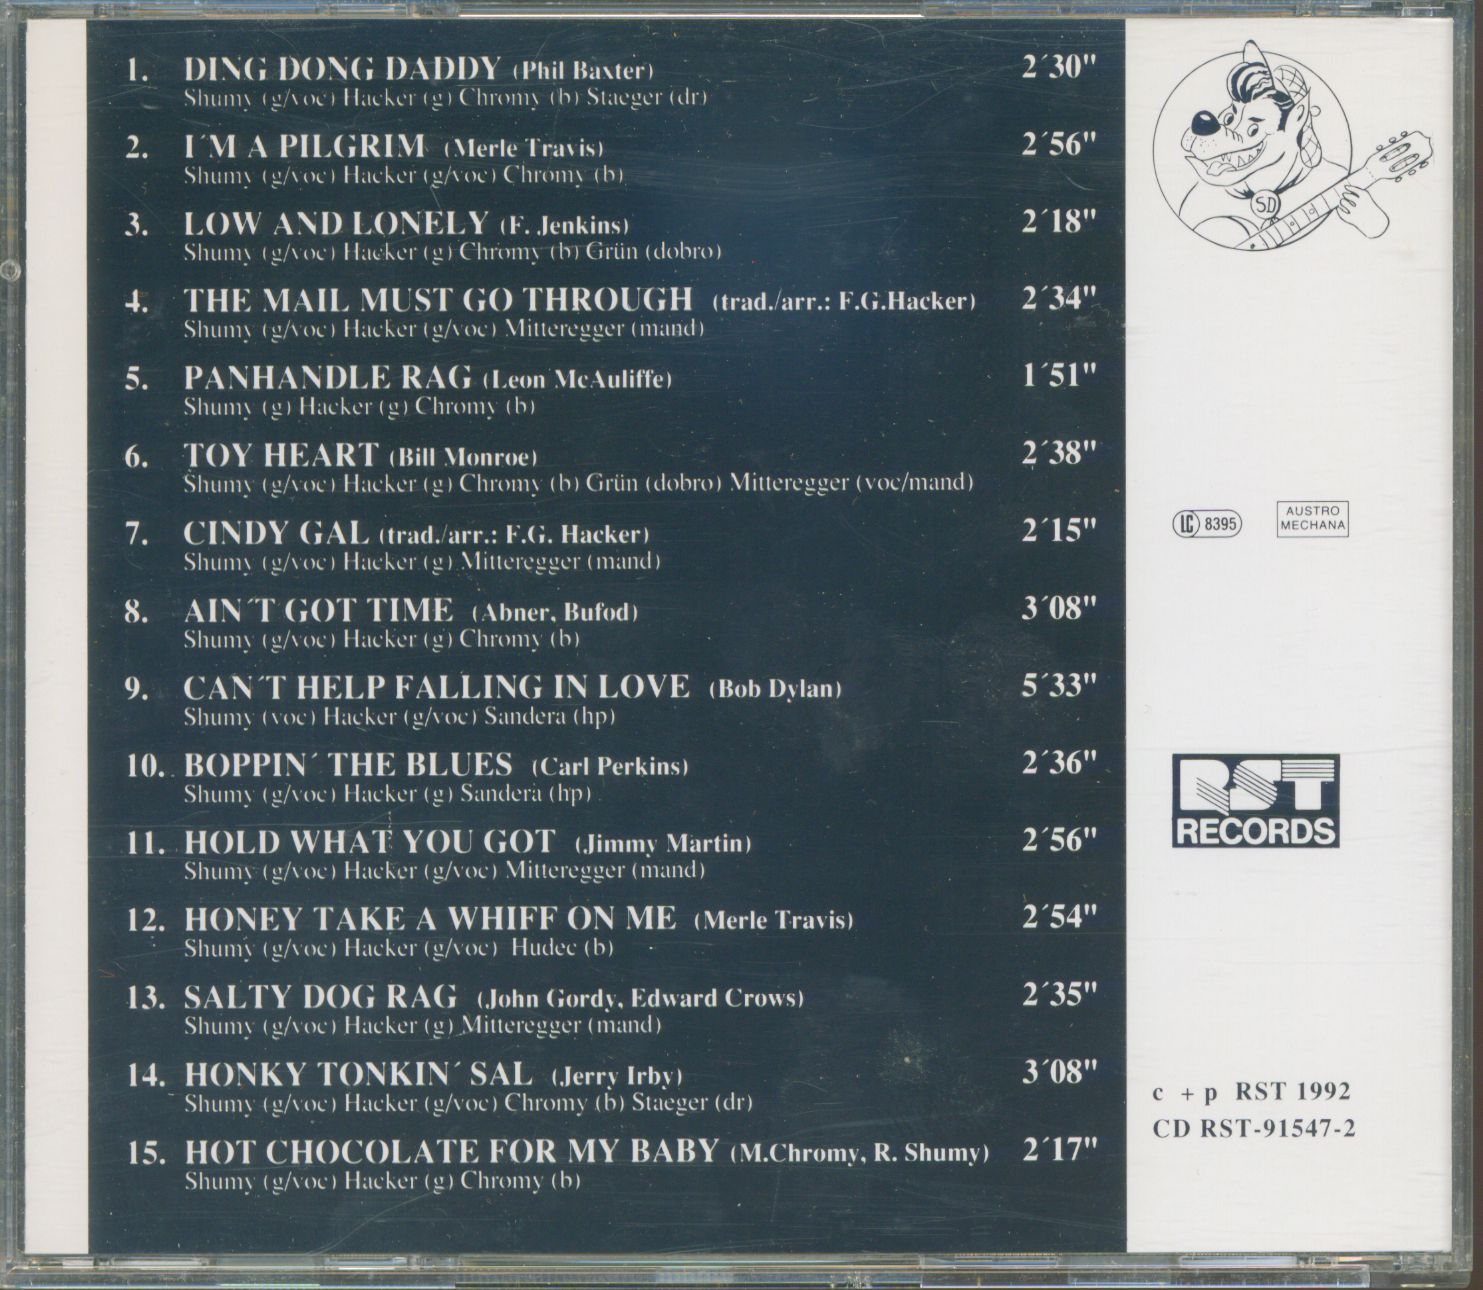 1. DING DONG DADDY (Phil Baxter) 2´30"
Shumy (g/voc) Hacker (g) Chromy (b) Staeger (dr)
2. I´M A PILGRIM (Merle Travis) 2´56"
Shumy (g/voc) Hacker (g/voc) Chromy (b)
3. LOW AND LONELY (F. Jenkins) 2´18"
Shumy (g/voc) Hacker (g) Chromy (b) Grün (dobro)
4. THE MAIL MUST GO THROUGH (trad./arr.: F.G.Hacker) 2´34"
Shumy (g/voc) Hacker (g/voc) Mitteregger (mand)
5. PANHANDLE RAG (Leon McAuliffe) 1´51"
Shumy (g) Hacker (g) Chromy (b)
6. TOY HEART (Bill Monroe) 2´38"
Shumy (g/voc) Hacker (g) Chromy (b) Grün (dobro) Mitteregger (voc/mand)
7. CINDY GAL (trad./arr.: F.G. Hacker) 2´15"
Shumy (g/voc) Hacker (g) Mitteregger (mand)
8. AIN´T GOT TIME (Abner, Bufod) 3´08"
Shumy (g/voc) Hacker (g) Chromy (b)
9. CAN´T HELP FALLING IN LOVE (Bob Dylan) 5´33"
Shumy (voc) Hacker (g/voc) Sandera (hp)
10. BOPPIN´ THE BLUES (Carl Perkins) 2´36"
Shumy (g/voc) Hacker (g) Sandera (hp)
11. HOLD WHAT YOU GOT (Jimmy Martin) 2´56"
Shumy (g/voc) Hacker (g/voc) Mitteregger (mand)
12. HONEY TAKE A WHIFF ON ME (Merle Travis) 2´54"
Shumy (g/voc) Hacker (g/voc) Hudec (b)
13. SALTY DOG RAG (John Gordy, Edward Crows) 2´35"
Shumy (g/voc) Hacker (g) Mitteregger (mand)
14. HONKY TONKIN´ SAL (Jerry Irby) 3´08"
Shumy (g/voc) Hacker (g/voc) Chromy (b) Staeger (dr)
15. HOT CHOCOLATE FOR MY BABY (M.Chromy, R. Shumy) 2´17"
Shumy (g/voc) Hacker (g) Chromy (b)
SD
LC 8395
AUSTRO
MECHANA
RST
RECORDS
c + p RST 1992
CD RST-91547-2